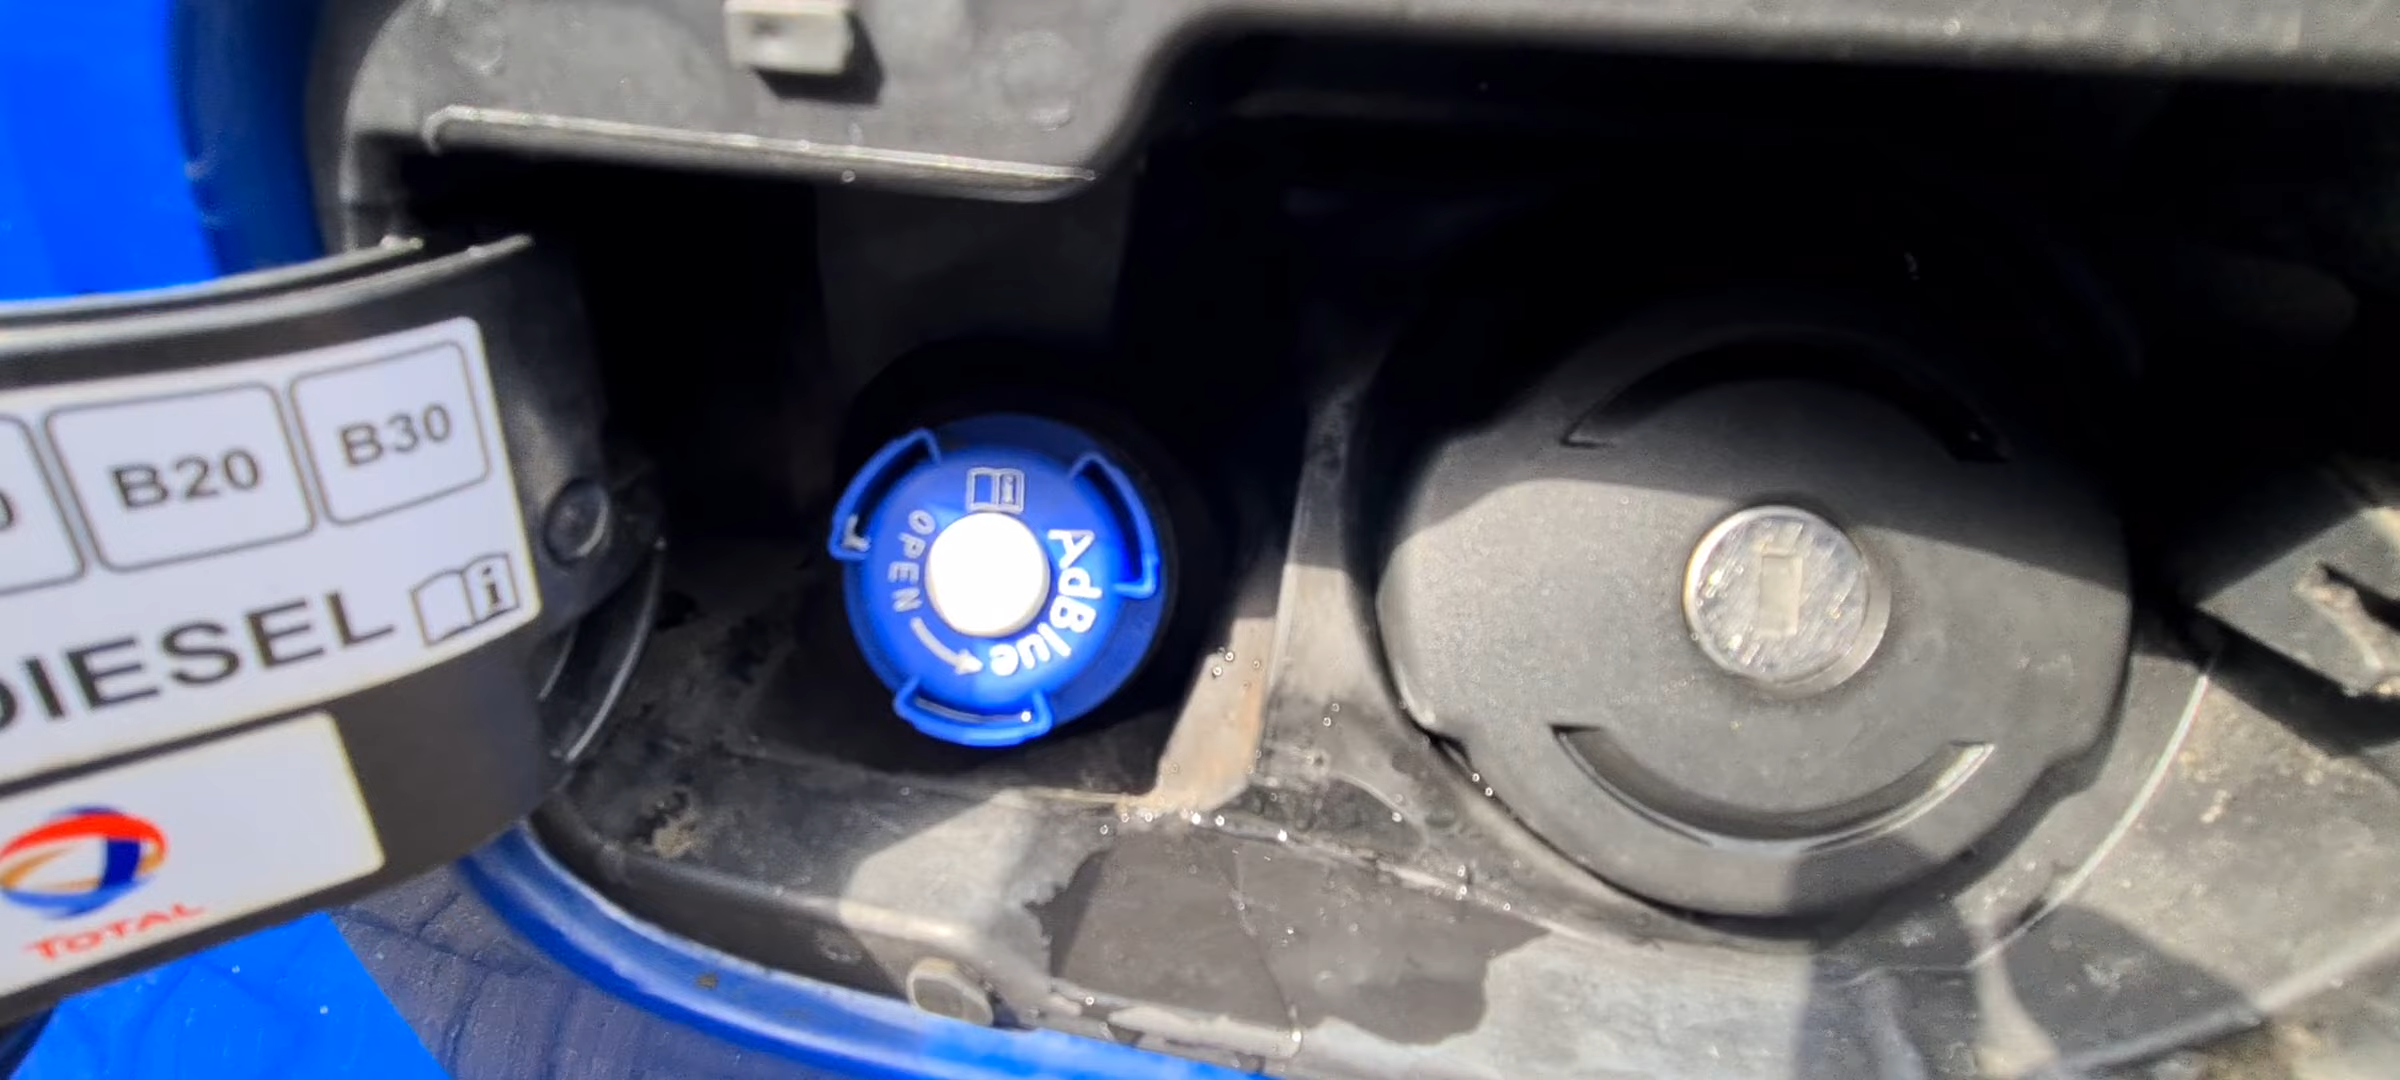 B20
B30
DIESEL
TOTAL
AdBlue
OPEN